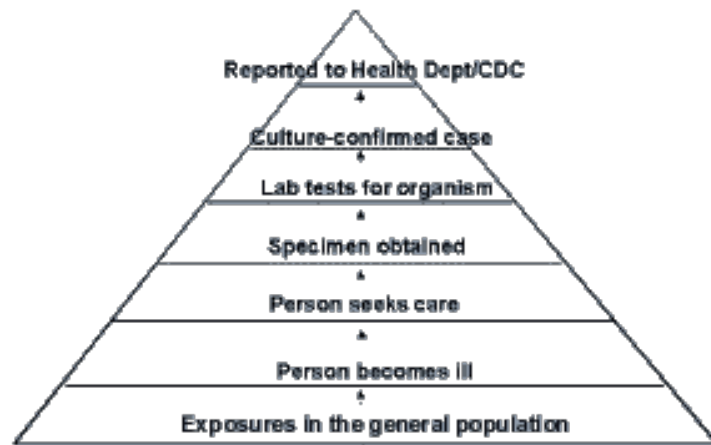 Reported to Health Dept/CDC
Culture-confirmed case
Lab tests for organism
Specimen obtained
Person seeks care
Person becomes ill
Exposures in the general population